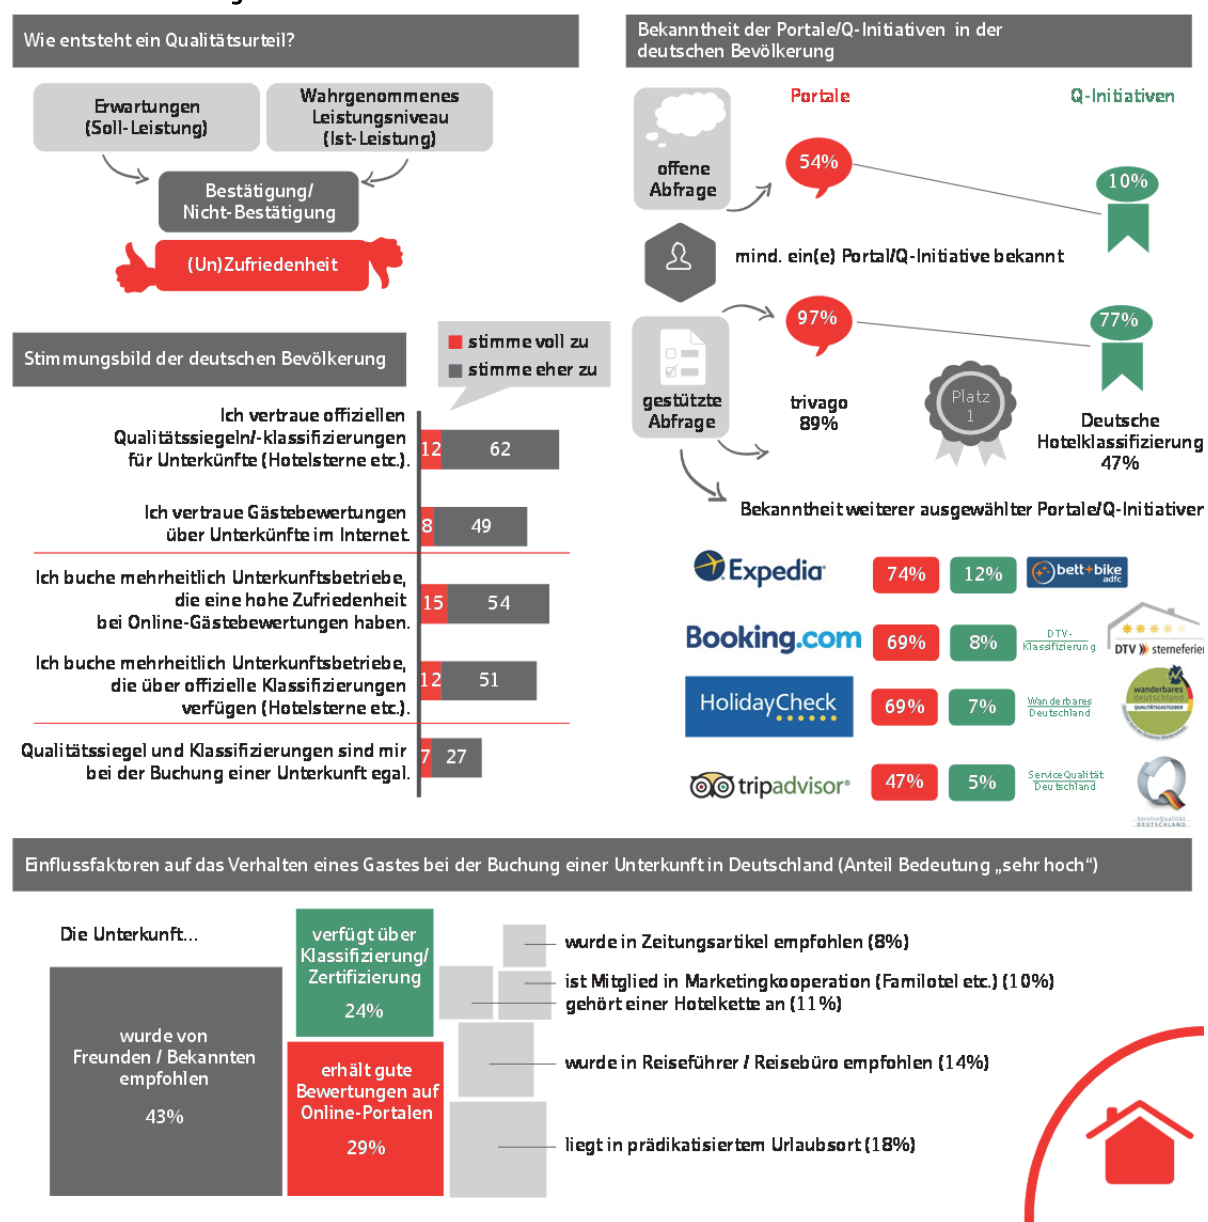 Wie entsteht ein Qualitätsurteil?
Erwartungen
(Soll-Leistung)
Wahrgenommenes
Leistungsniveau
(Ist-Leistung)
Bestätigung/
Nicht-Bestätigung
(Un)Zufriedenheit
Stimmungsbild der deutschen Bevölkerung
stimme voll zu
stimme eher zu
Ich vertraue offiziellen
Qualitätssiegeln/-klassifizierungen
für Unterkünfte (Hotelsterne etc.).
12 62
Ich vertraue Gästebewertungen
über Unterkünfte im Internet.
8 49
Ich buche mehrheitlich Unterkunftsbetriebe,
die eine hohe Zufriedenheit
bei Online-Gästebewertungen haben.
15 54
Ich buche mehrheitlich Unterkunftsbetriebe,
die über offizielle Klassifizierungen
verfügen (Hotelsterne etc.).
12 51
Qualitätssiegel und Klassifizierungen sind mir
bei der Buchung einer Unterkunft egal.
7 27
Bekanntheit der Portale/Q-Initiativen in der
deutschen Bevölkerung
Portale
Q-Initiativen
offene
Abfrage
54%
10%
mind. ein(e) Portal/Q-Initiative bekannt
97%
77%
gestützte
Abfrage
trivago
89%
Platz
1
Deutsche
Hotelklassifizierung
47%
Bekanntheit weiterer ausgewählter Portale/Q-Initiativen
Expedia 74% 12% bett+bike
adfc
Booking.com 69% 8% DTV-
Klassifizierung
DTV sterneferien
HolidayCheck 69% 7% Wanderbares
Deutschland
wanderbares
deutschland
QUALITÄTSGASTGEBER
tripadvisor® 47% 5% ServiceQualität
Deutschland
ServiceQualität
DEUTSCHLAND
Einflussfaktoren auf das Verhalten eines Gastes bei der Buchung einer Unterkunft in Deutschland (Anteil Bedeutung „sehr hoch“)
Die Unterkunft...
wurde von
Freunden / Bekannten
empfohlen
43%
verfügt über
Klassifizierung/
Zertifizierung
24%
erhält gute
Bewertungen auf
Online-Portalen
29%
wurde in Zeitungsartikel empfohlen (8%)
ist Mitglied in Marketingkooperation (Familotel etc.) (10%)
gehört einer Hotelkette an (11%)
wurde in Reiseführer / Reisebüro empfohlen (14%)
liegt in prädikatisiertem Urlaubsort (18%)